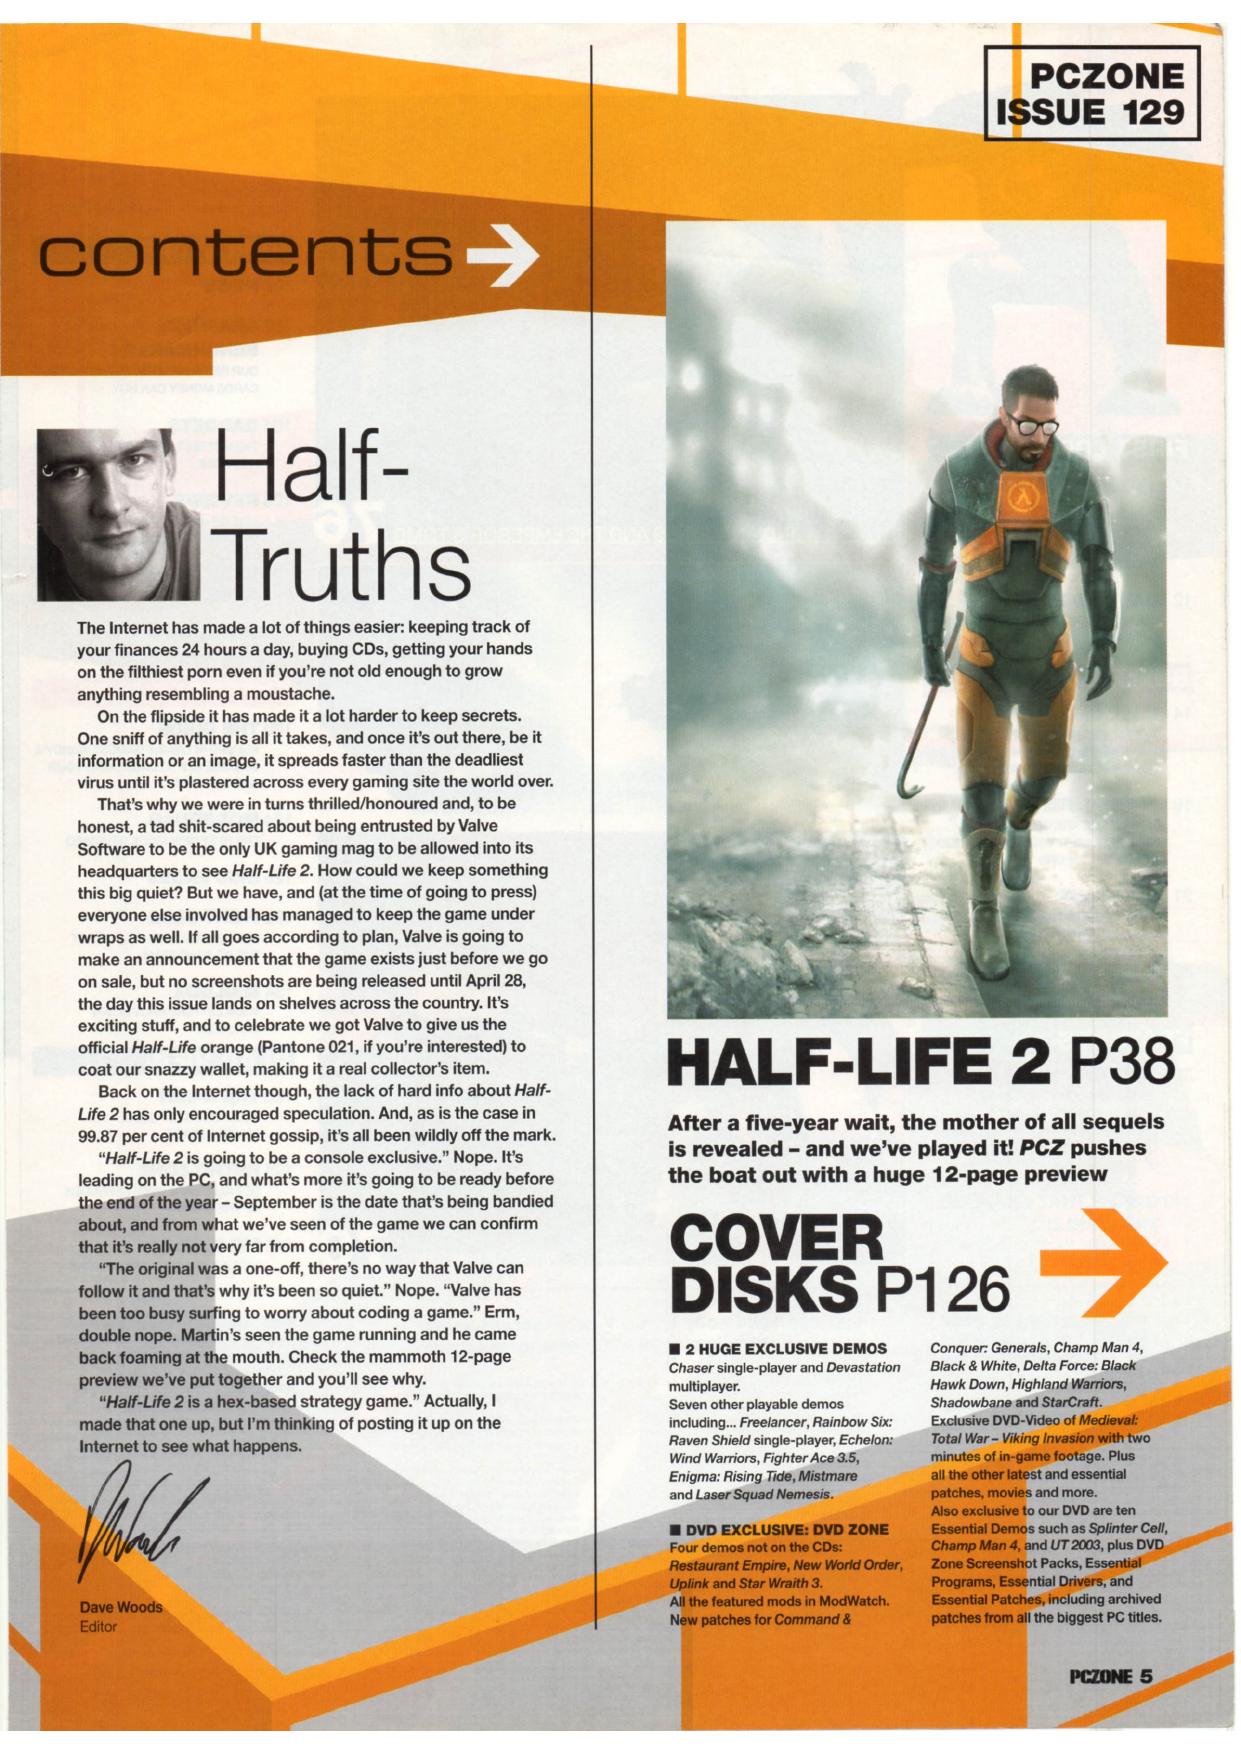 PCZONE
ISSUE 129
contents
Half-
Truths
The Internet has made a lot of things easier: keeping track of
your finances 24 hours a day, buying CDs, getting your hands
on the filthiest porn even if you're not old enough to grow
anything resembling a moustache.
On the flipside it has made it a lot harder to keep secrets.
One sniff of anything is all it takes, and once it's out there, be it
information or an image, it spreads faster than the deadliest
virus until it's plastered across every gaming site the world over.
That's why we were in turns thrilled/honoured and, to be
honest, a tad shit-scared about being entrusted by Valve
Software to be the only UK gaming mag to be allowed into its
headquarters to see Half-Life 2. How could we keep something
this big quiet? But we have, and (at the time of going to press)
everyone else involved has managed to keep the game under
wraps as well. If all goes according to plan, Valve is going to
make an announcement that the game exists just before we go
on sale, but no screenshots are being released until April 28,
the day this issue lands on shelves across the country. It's
exciting stuff, and to celebrate we got Valve to give us the
official Half-Life orange (Pantone 021, if you're interested) to
coat our snazzy wallet, making it a real collector's item.
Back on the Internet though, the lack of hard info about Half-
Life 2 has only encouraged speculation. And, as is the case in
99.87 per cent of Internet gossip, it's all been wildly off the mark.
"Half-Life 2 is going to be a console exclusive." Nope. It's
leading on the PC, and what's more it's going to be ready before
the end of the year – September is the date that's being bandied
about, and from what we've seen of the game we can confirm
that it's really not very far from completion.
"The original was a one-off, there's no way that Valve can
follow it and that's why it's been so quiet." Nope. "Valve has
been too busy surfing to worry about coding a game." Erm,
double nope. Martin's seen the game running and he came
back foaming at the mouth. Check the mammoth 12-page
preview we've put together and you'll see why.
"Half-Life 2 is a hex-based strategy game." Actually, I
made that one up, but I'm thinking of posting it up on the
Internet to see what happens.
DWoods
Dave Woods
Editor
HALF-LIFE 2 P38
After a five-year wait, the mother of all sequels
is revealed – and we've played it! PCZ pushes
the boat out with a huge 12-page preview
COVER
DISKS P126
■ 2 HUGE EXCLUSIVE DEMOS
Chaser single-player and Devastation
multiplayer.
Seven other playable demos
including... Freelancer, Rainbow Six:
Raven Shield single-player, Echelon:
Wind Warriors, Fighter Ace 3.5,
Enigma: Rising Tide, Mistmare
and Laser Squad Nemesis.
■ DVD EXCLUSIVE: DVD ZONE
Four demos not on the CDs:
Restaurant Empire, New World Order,
Uplink and Star Wraith 3.
All the featured mods in ModWatch.
New patches for Command &
Conquer: Generals, Champ Man 4,
Black & White, Delta Force: Black
Hawk Down, Highland Warriors,
Shadowbane and StarCraft.
Exclusive DVD-Video of Medieval:
Total War – Viking Invasion with two
minutes of in-game footage. Plus
all the other latest and essential
patches, movies and more.
Also exclusive to our DVD are ten
Essential Demos such as Splinter Cell,
Champ Man 4, and UT 2003, plus DVD
Zone Screenshot Packs, Essential
Programs, Essential Drivers, and
Essential Patches, including archived
patches from all the biggest PC titles.
PCZONE 5